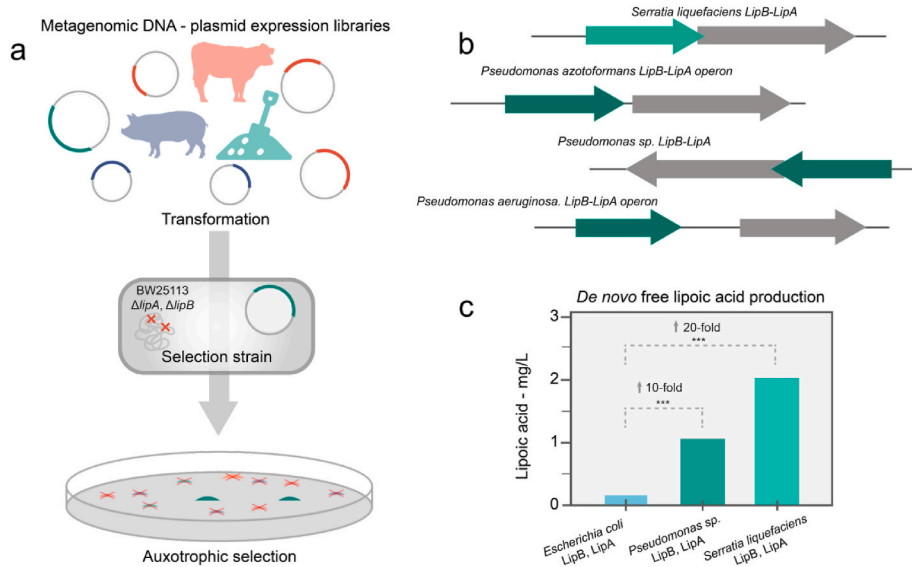 Metagenomic DNA - plasmid expression libraries
a
Transformation
BW25113
ΔlipA, ΔlipB
Selection strain
Auxotrophic selection
b
Serratia liquefaciens LipB-LipA
Pseudomonas azotoformans LipB-LipA operon
Pseudomonas sp. LipB-LipA
Pseudomonas aeruginosa. LipB-LipA operon
c
De novo free lipoic acid production
Lipoic acid - mg/L
3
2
1
0
↑ 20-fold
***
↑ 10-fold
***
Escherichia coli
LipB, LipA
Pseudomonas sp.
LipB, LipA
Serratia liquefaciens
LipB, LipA